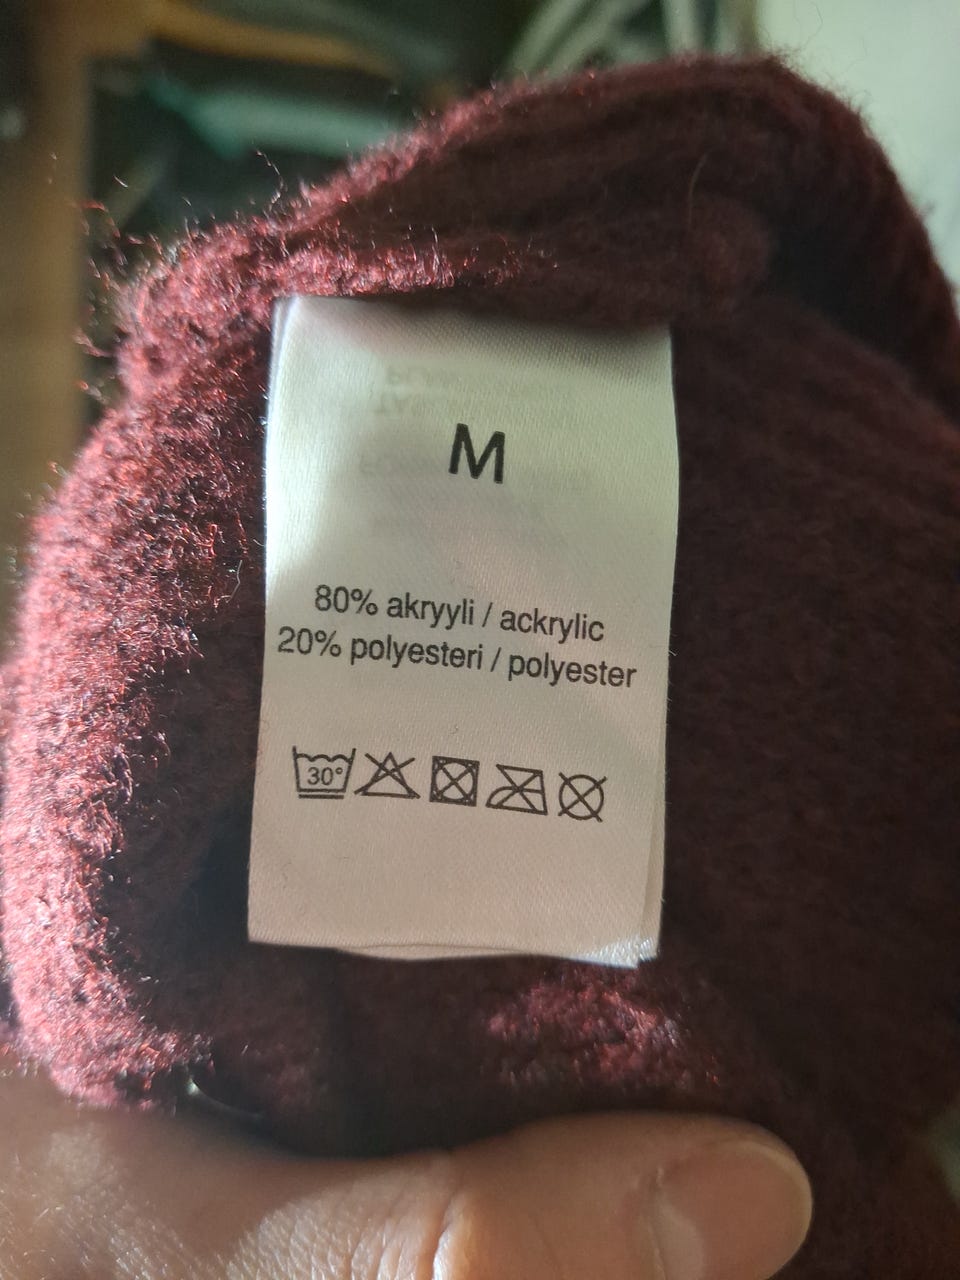 M
80% akryyli / ackrylic
20% polyesteri / polyester
30°